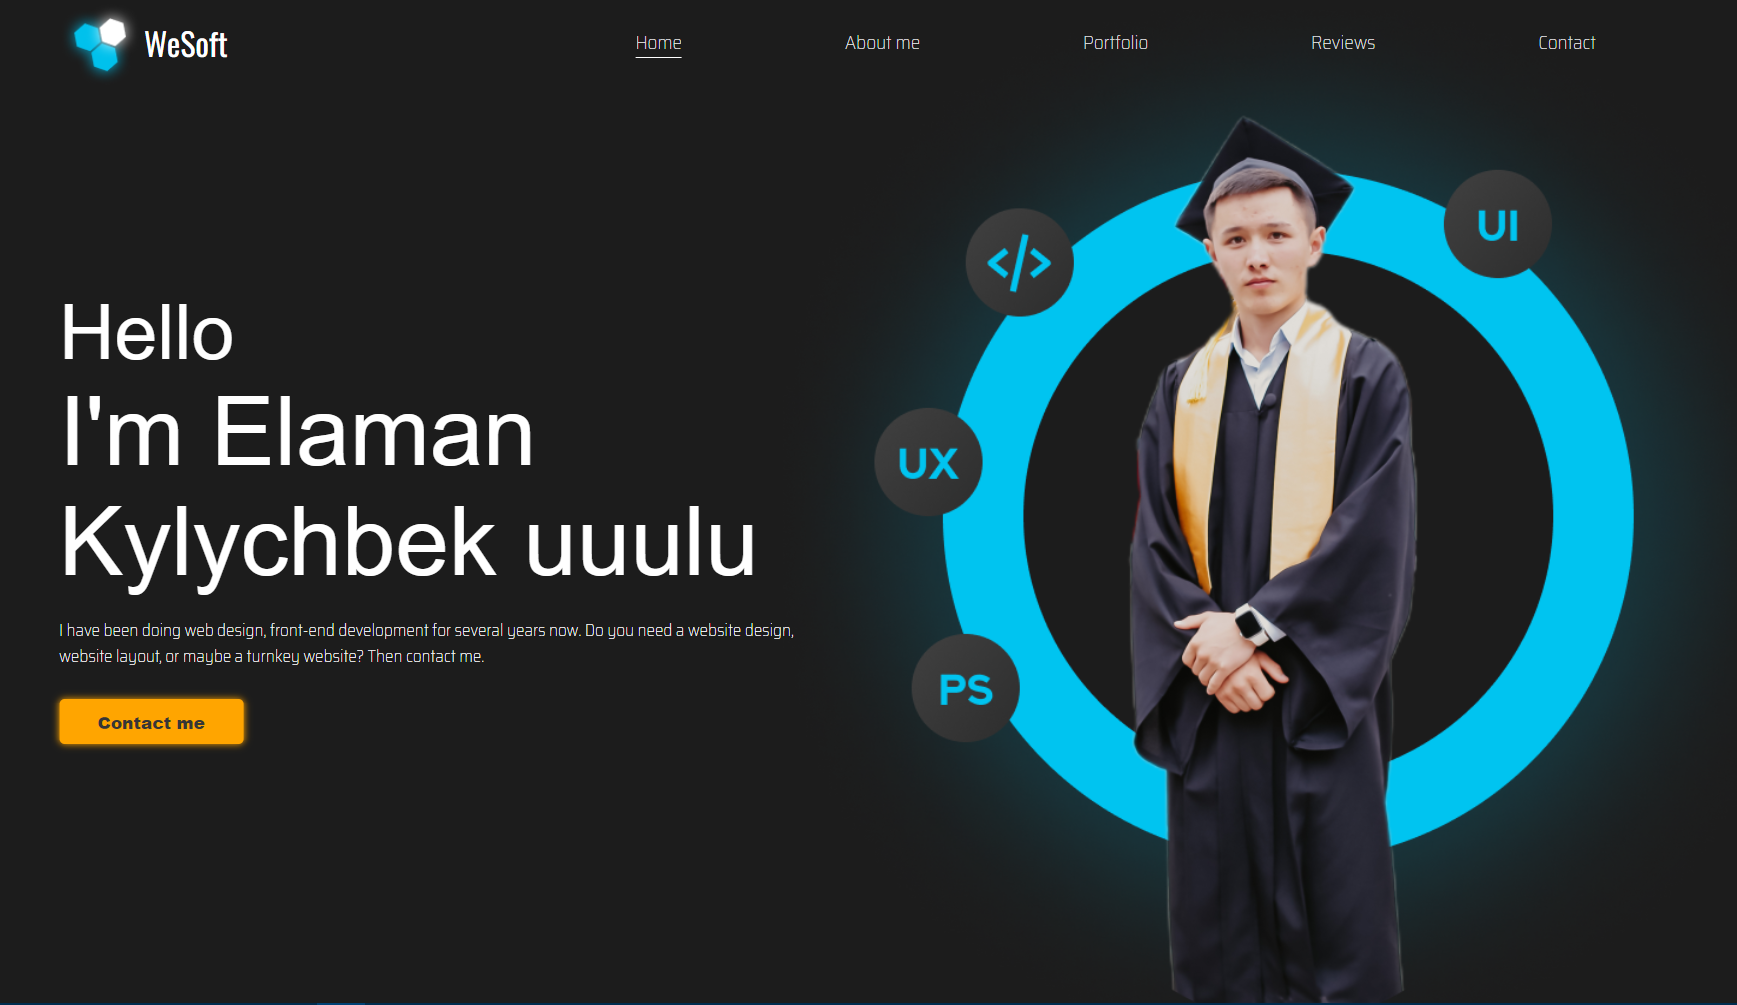 WeSoft
Home
About me
Portfolio
Reviews
Contact
</>
UI
UX
PS
Hello
I'm Elaman
Kylychbek uuulu
I have been doing web design, front-end development for several years now. Do you need a website design,
website layout, or maybe a turnkey website? Then contact me.
Contact me